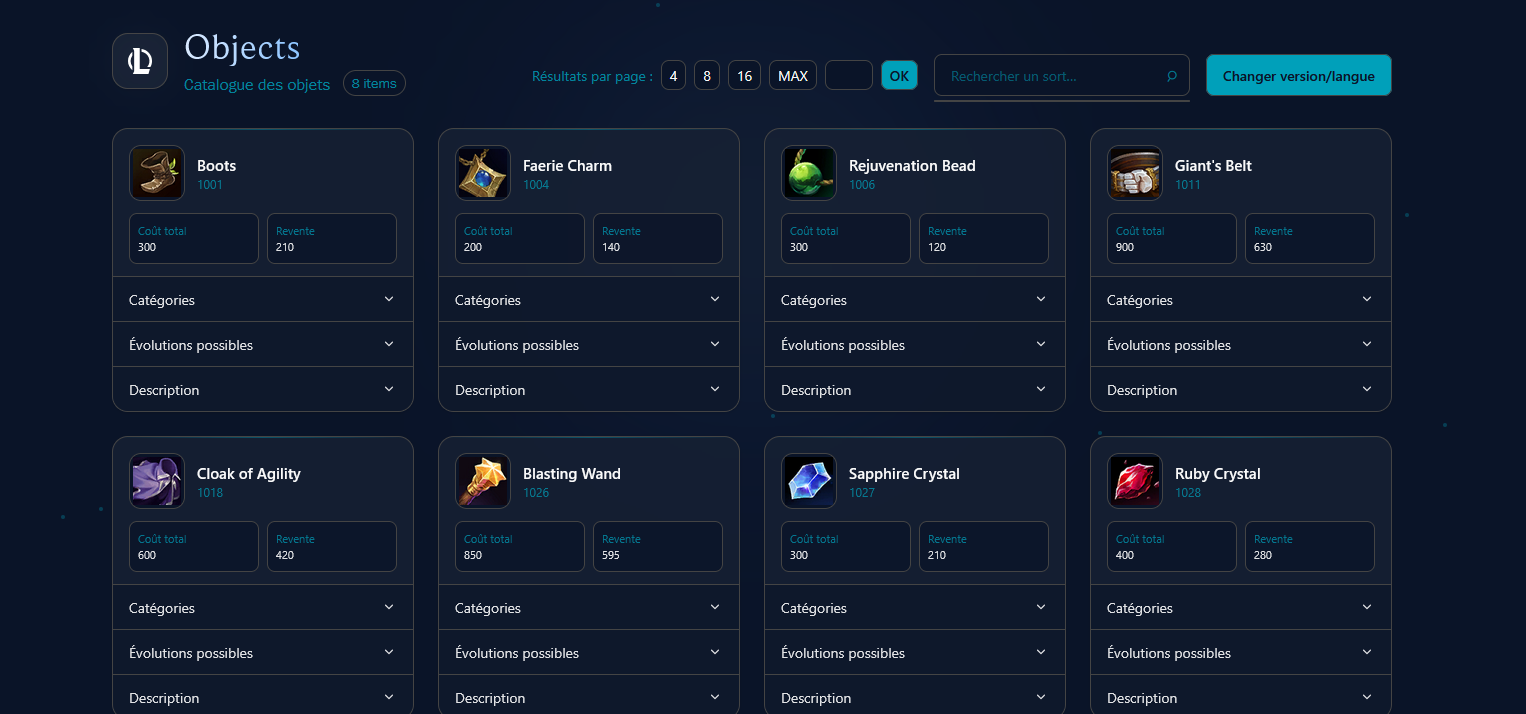 Objects
Catalogue des objets 8 items
Résultats par page : 4 8 16 MAX OK
Rechercher un sort...
Changer version/langue
Boots
1001
Coût total
300
Revente
210
Catégories
Évolutions possibles
Description
Faerie Charm
1004
Coût total
200
Revente
140
Catégories
Évolutions possibles
Description
Rejuvenation Bead
1006
Coût total
300
Revente
120
Catégories
Évolutions possibles
Description
Giant's Belt
1011
Coût total
900
Revente
630
Catégories
Évolutions possibles
Description
Cloak of Agility
1018
Coût total
600
Revente
420
Catégories
Évolutions possibles
Description
Blasting Wand
1026
Coût total
850
Revente
595
Catégories
Évolutions possibles
Description
Sapphire Crystal
1027
Coût total
300
Revente
210
Catégories
Évolutions possibles
Description
Ruby Crystal
1028
Coût total
400
Revente
280
Catégories
Évolutions possibles
Description